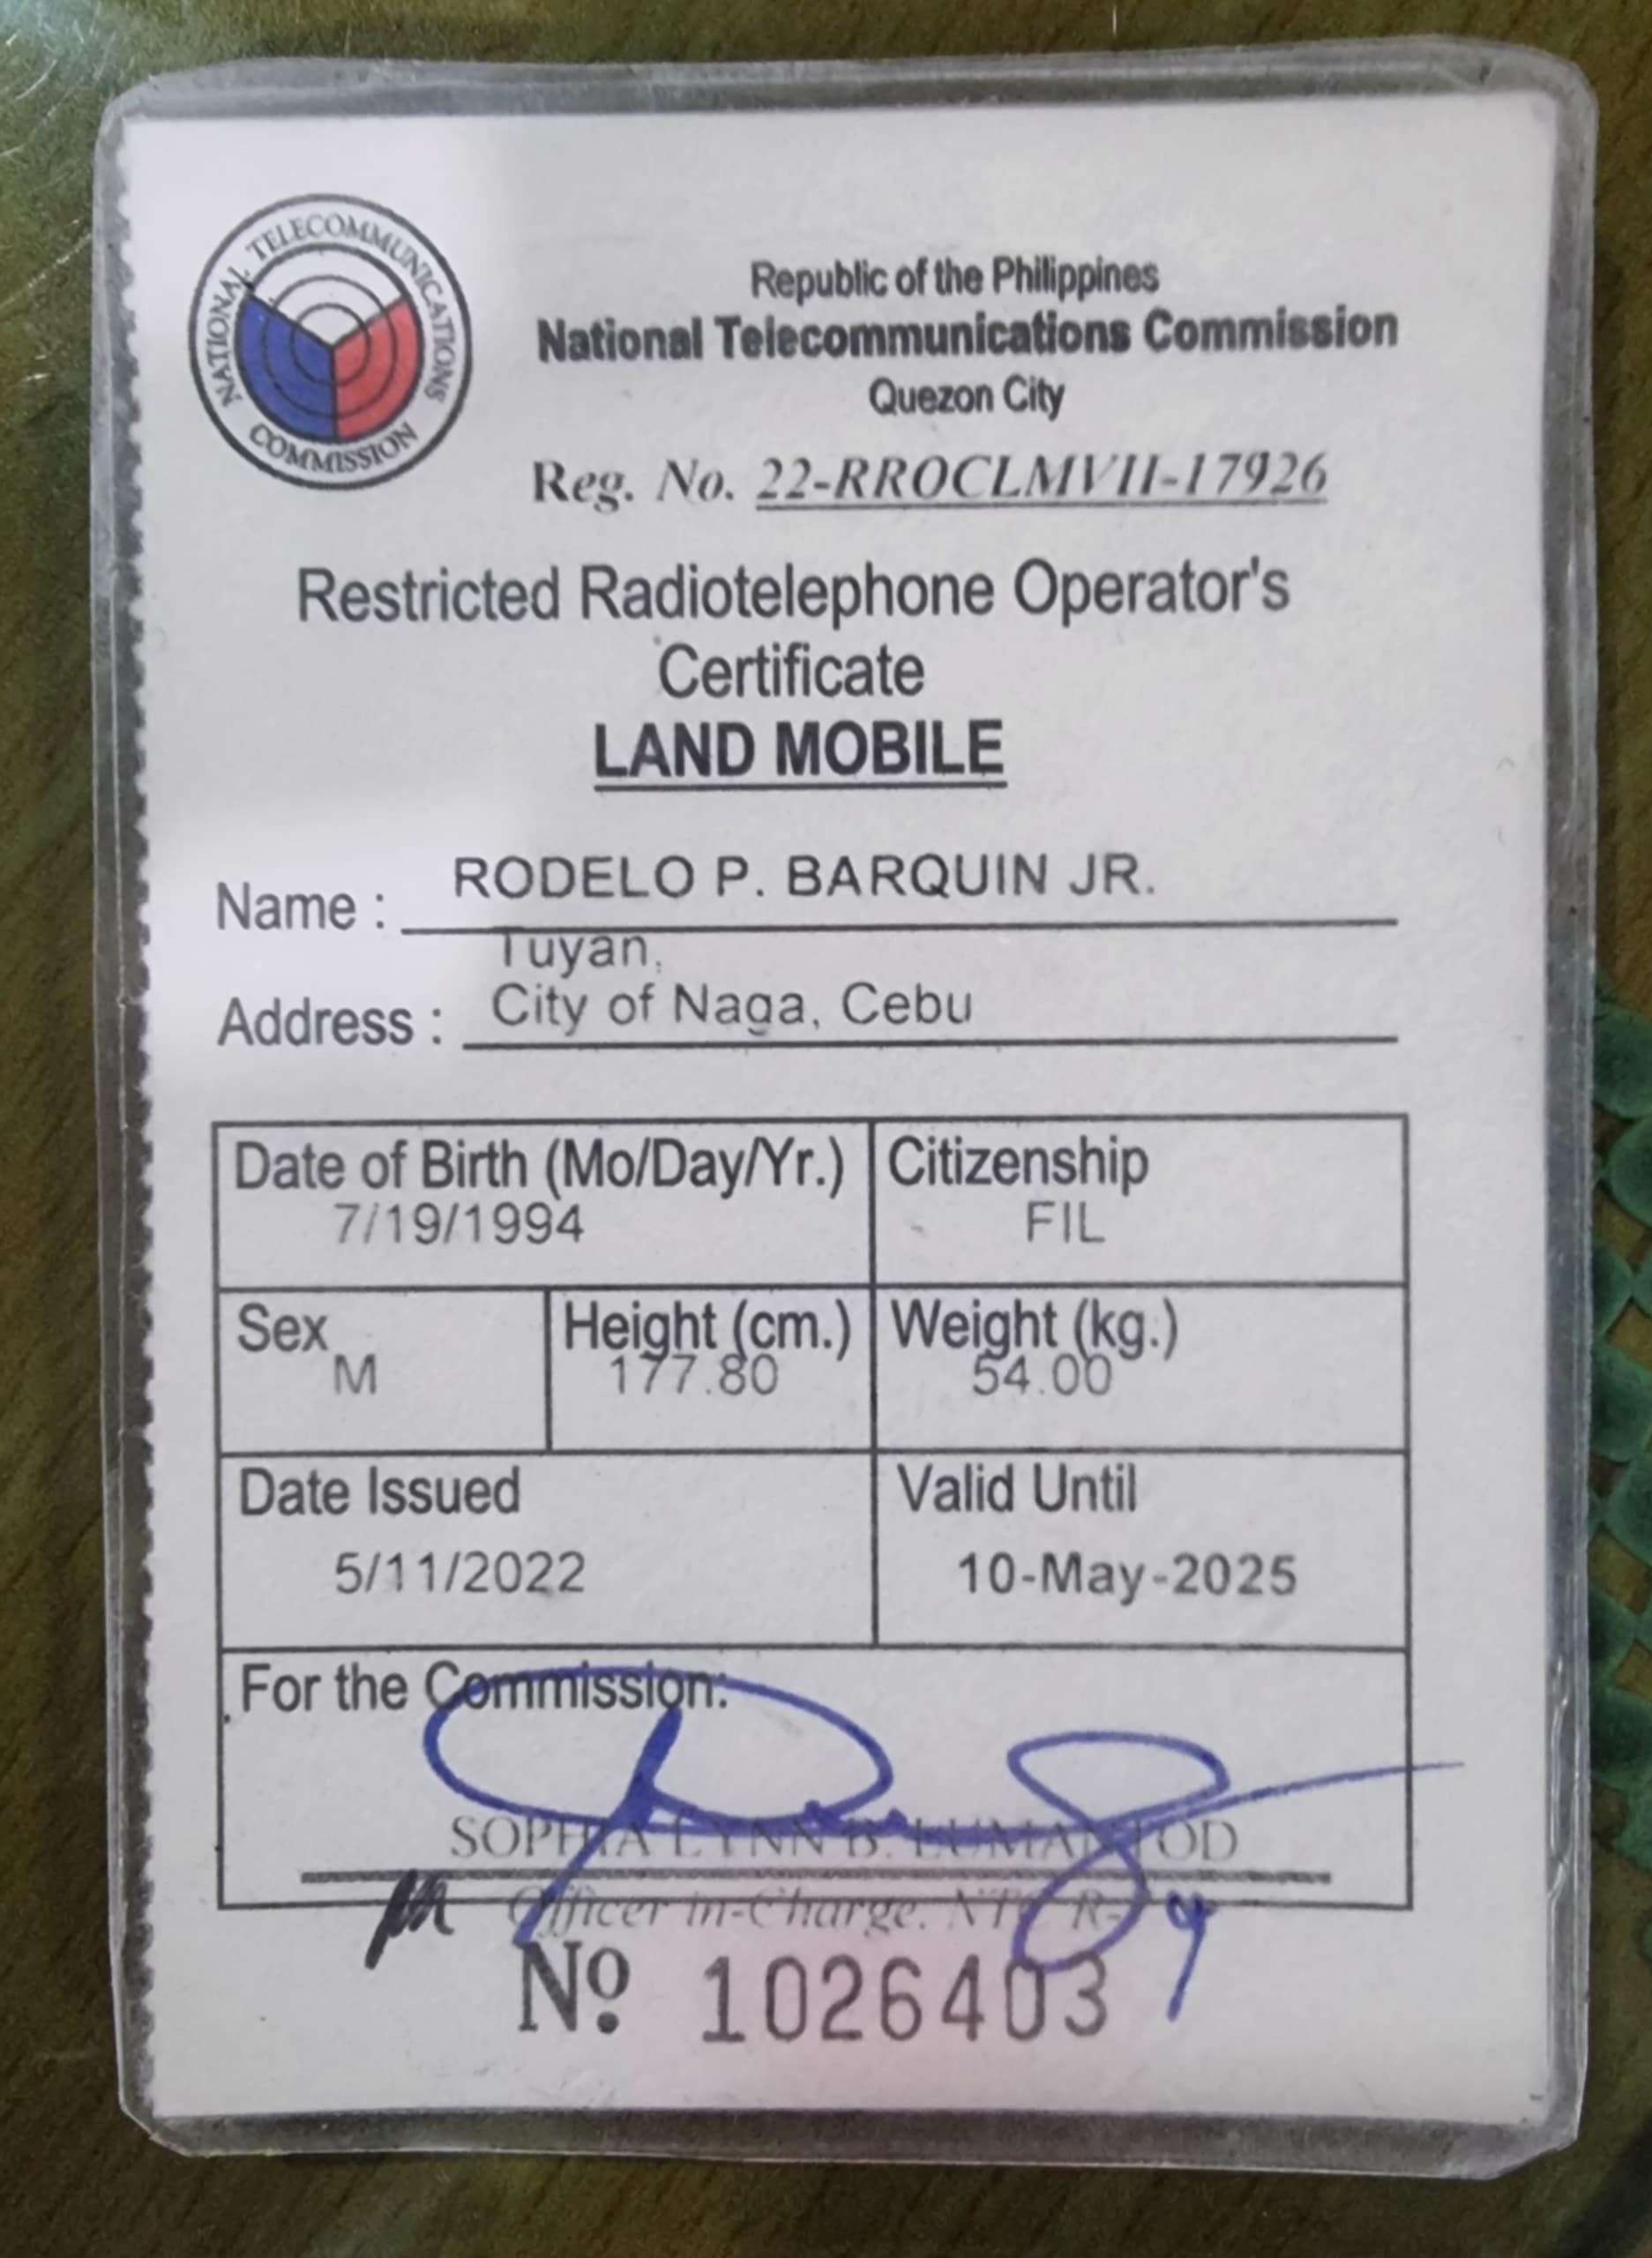 NATIONAL TELECOMMUNICATIONS COMMISSION
Republic of the Philippines
National Telecommunications Commission
Quezon City
Reg. No. 22-RROCLMVII-17926
Restricted Radiotelephone Operator's
Certificate
LAND MOBILE
Name : RODELO P. BARQUIN JR.
Tuyan,
Address : City of Naga, Cebu
Date of Birth (Mo/Day/Yr.) Citizenship
7/19/1994 FIL
Sex Height (cm.) Weight (kg.)
M 177.80 54.00
Date Issued Valid Until
5/11/2022 10-May-2025
For the Commission:
SOPHIA LYNN B.
Officer in-Charge, NTC
Nº 1026403